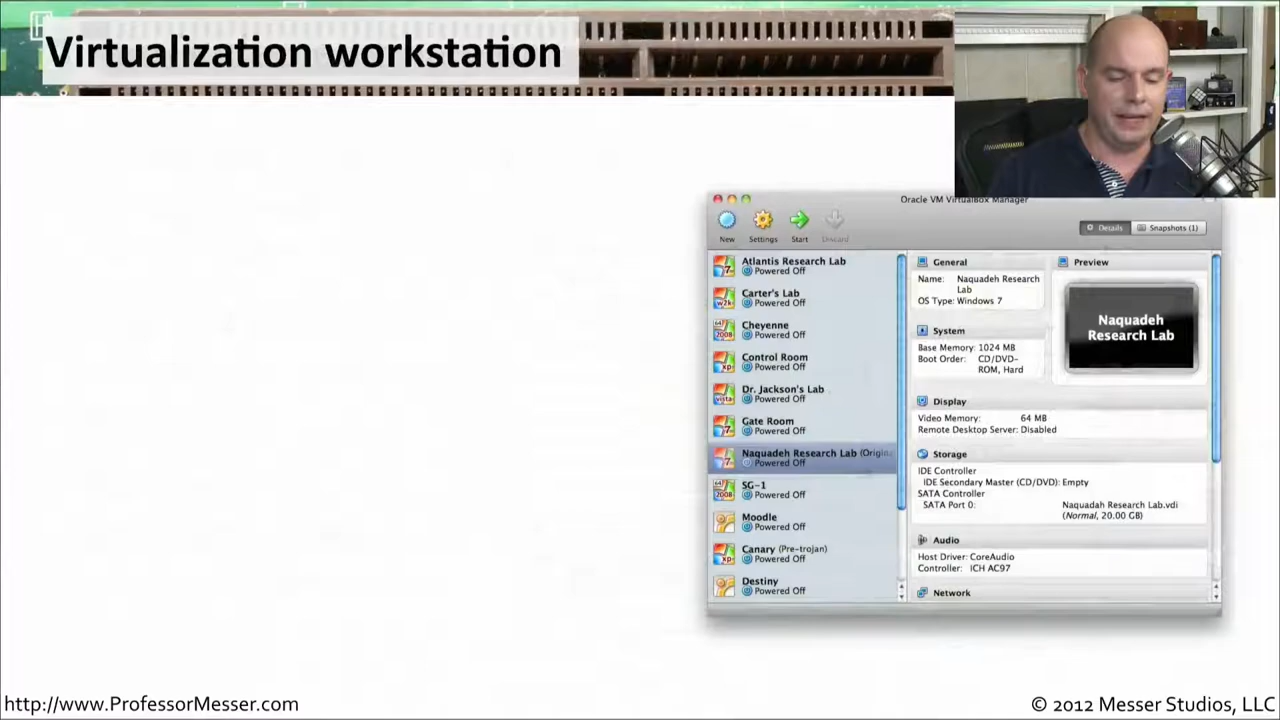 Virtualization workstation
Oracle VM VirtualBox Manager
New
Settings
Start
Discard
Details
Snapshots (1)
Atlantis Research Lab
Powered Off
Carter's Lab
Powered Off
Cheyenne
Powered Off
Control Room
Powered Off
Dr. Jackson's Lab
Powered Off
Gate Room
Powered Off
Naquadeh Research Lab (Origin
Powered Off
SG-1
Powered Off
Moodle
Powered Off
Canary (Pre-trojan)
Powered Off
Destiny
Powered Off
General
Name: Naquadeh Research
Lab
OS Type: Windows 7
System
Base Memory: 1024 MB
Boot Order: CD/DVD-
ROM, Hard
Preview
Naquadeh
Research Lab
Display
Video Memory: 64 MB
Remote Desktop Server: Disabled
Storage
IDE Controller
IDE Secondary Master (CD/DVD): Empty
SATA Controller
SATA Port 0: Naquadah Research Lab.vdi
(Normal, 20.00 GB)
Audio
Host Driver: CoreAudio
Controller: ICH AC97
Network
http://www.ProfessorMesser.com
© 2012 Messer Studios, LLC